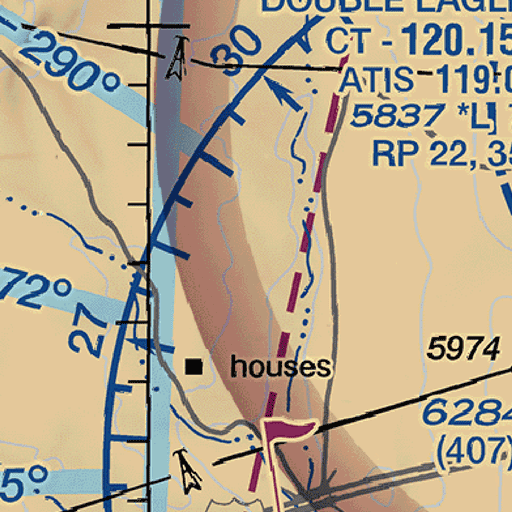 DOUBLE EAGLE
CT - 120.15
ATIS 119.0
5837 *L 7
RP 22, 35
290°
30
72°
27
houses
5974
6284
(407)
5°